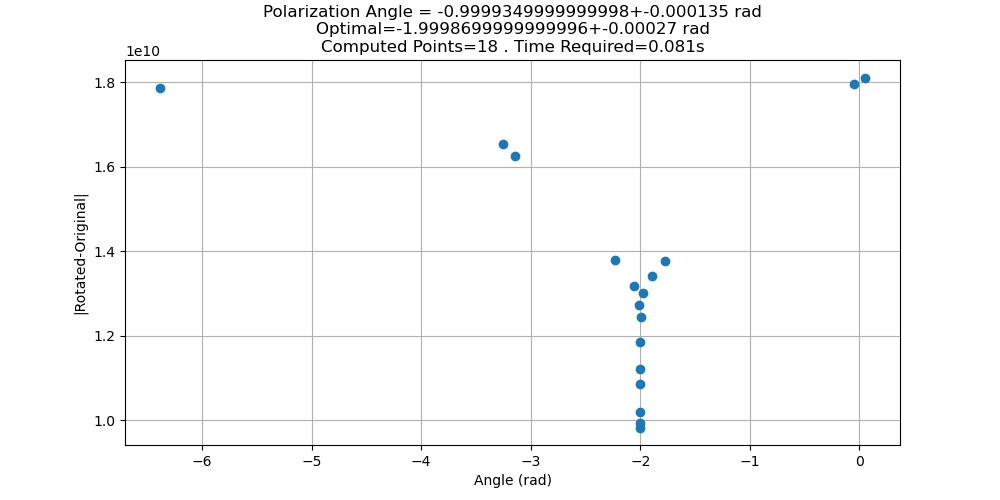 Polarization Angle = -0.9999349999999998+-0.000135 rad
Optimal=-1.9998699999999996+-0.00027 rad
Computed Points=18 . Time Required=0.081s
1e10
1.8
1.6
1.4
1.2
1.0
|Rotated-Original|
−6
−5
−4
−3
−2
−1
0
Angle (rad)